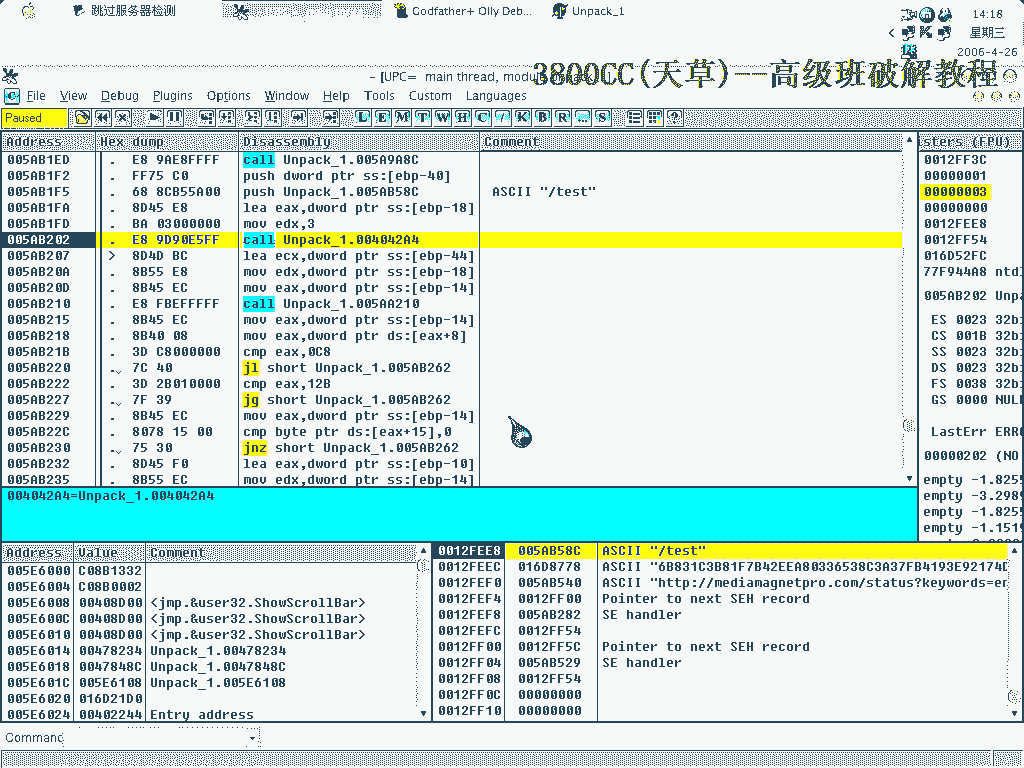 跳过服务器检测 Godfather+ Olly Deb... Unpack_1 14:18
星期三
2006-4-26
- [UPC= main thread, modul
3800CC(天草)--高级班破解教程
C File View Debug Plugins Options Window Help Tools Custom Languages
Paused L E M T W H C / K B R ... S ?
Address Hex dump Disassembly Comment sters (FPU)
005AB1ED . E8 9AE8FFFF call Unpack_1.005A9A8C 0012FF3C
005AB1F2 . FF75 C0 push dword ptr ss:[ebp-40] 00000001
005AB1F5 . 68 8CB55A00 push Unpack_1.005AB58C ASCII "/test" 00000003
005AB1FA . 8D45 E8 lea eax,dword ptr ss:[ebp-18] 00000000
005AB1FD . BA 03000000 mov edx,3 0012FEE8
005AB202 . E8 9D90E5FF call Unpack_1.004042A4 0012FF54
005AB207 > 8D4D BC lea ecx,dword ptr ss:[ebp-44] 016D52FC
005AB20A . 8B55 E8 mov edx,dword ptr ss:[ebp-18] 77F944A8 ntd
005AB20D . 8B45 EC mov eax,dword ptr ss:[ebp-14]
005AB202 Unp
005AB210 . E8 FBEFFFFF call Unpack_1.005AA210
005AB215 . 8B45 EC mov eax,dword ptr ss:[ebp-14] ES 0023 32b
005AB218 . 8B40 08 mov eax,dword ptr ds:[eax+8] CS 001B 32b
005AB21B . 3D C8000000 cmp eax,0C8 SS 0023 32b
005AB220 . 7C 40 jl short Unpack_1.005AB262 DS 0023 32b
005AB222 . 3D 2B010000 cmp eax,12B FS 0038 32b
005AB227 . 7F 39 jg short Unpack_1.005AB262 GS 0000 NUL
005AB229 . 8B45 EC mov eax,dword ptr ss:[ebp-14]
005AB22C . 8078 15 00 cmp byte ptr ds:[eax+15],0 LastErr ERR
005AB230 . 75 30 jnz short Unpack_1.005AB262 00000202 (NO
005AB232 . 8D45 F0 lea eax,dword ptr ss:[ebp-10]
005AB235 . 8B55 EC mov edx,dword ptr ss:[ebp-14] empty -1.825
004042A4=Unpack_1.004042A4 empty -3.298
empty -1.825
empty -1.151
Address Value Comment
005E6000 C08B1332
005E6004 C08B0002
005E6008 00408D00 <jmp.&user32.ShowScrollBar>
005E600C 00408D00 <jmp.&user32.ShowScrollBar>
005E6010 00408D00 <jmp.&user32.ShowScrollBar>
005E6014 00478234 Unpack_1.00478234
005E6018 0047848C Unpack_1.0047848C
005E601C 005E6108 Unpack_1.005E6108
005E6020 016D21D0
005E6024 00402244 Entry address
0012FEE8 005AB58C ASCII "/test"
0012FEEC 016D8778 ASCII "6B831C3B81F7B42EEA80336538C3A37FB4193E92174
0012FEF0 005AB540 ASCII "http://mediamagnetpro.com/status?keywords=e
0012FEF4 0012FF00 Pointer to next SEH record
0012FEF8 005AB282 SE handler
0012FEFC 0012FF54
0012FF00 0012FF5C Pointer to next SEH record
0012FF04 005AB529 SE handler
0012FF08 0012FF54
0012FF0C 00000000
0012FF10 00000000
Command